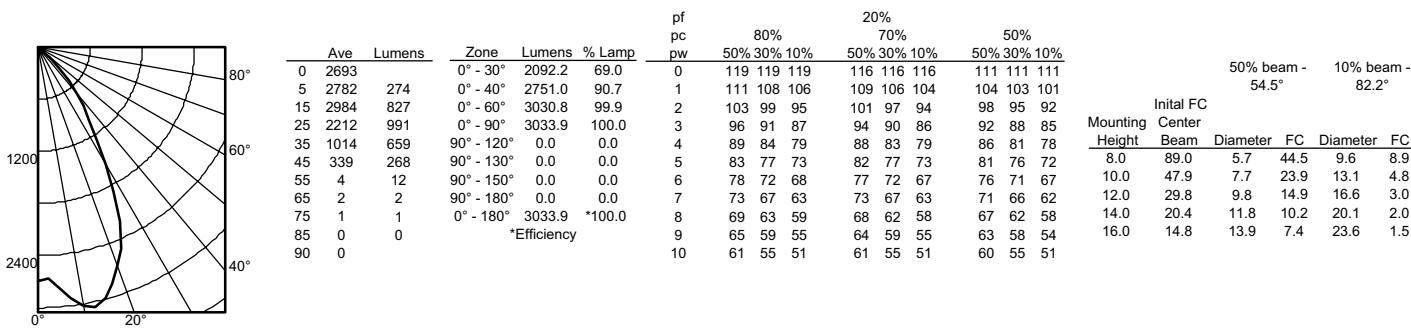 80°
60°
40°
20°
0°
1200
2400
Ave Lumens
0 2693
5 2782 274
15 2984 827
25 2212 991
35 1014 659
45 339 268
55 4 12
65 2 2
75 1 1
85 0 0
90 0
Zone Lumens % Lamp
0° - 30° 2092.2 69.0
0° - 40° 2751.0 90.7
0° - 60° 3030.8 99.9
0° - 90° 3033.9 100.0
90° - 120° 0.0 0.0
90° - 130° 0.0 0.0
90° - 150° 0.0 0.0
90° - 180° 0.0 0.0
0° - 180° 3033.9 *100.0
*Efficiency
pf 20%
pc 80% 70% 50%
pw 50% 30% 10% 50% 30% 10% 50% 30% 10%
0 119 119 119 116 116 116 111 111 111
1 111 108 106 109 106 104 104 103 101
2 103 99 95 101 97 94 98 95 92
3 96 91 87 94 90 86 92 88 85
4 89 84 79 88 83 79 86 81 78
5 83 77 73 82 77 73 81 76 72
6 78 72 68 77 72 67 76 71 67
7 73 67 63 73 67 63 71 66 62
8 69 63 59 68 62 58 67 62 58
9 65 59 55 64 59 55 63 58 54
10 61 55 51 61 55 51 60 55 51
50% beam - 10% beam -
54.5° 82.2°
Inital FC
Mounting Center
Height Beam Diameter FC Diameter FC
8.0 89.0 5.7 44.5 9.6 8.9
10.0 47.9 7.7 23.9 13.1 4.8
12.0 29.8 9.8 14.9 16.6 3.0
14.0 20.4 11.8 10.2 20.1 2.0
16.0 14.8 13.9 7.4 23.6 1.5